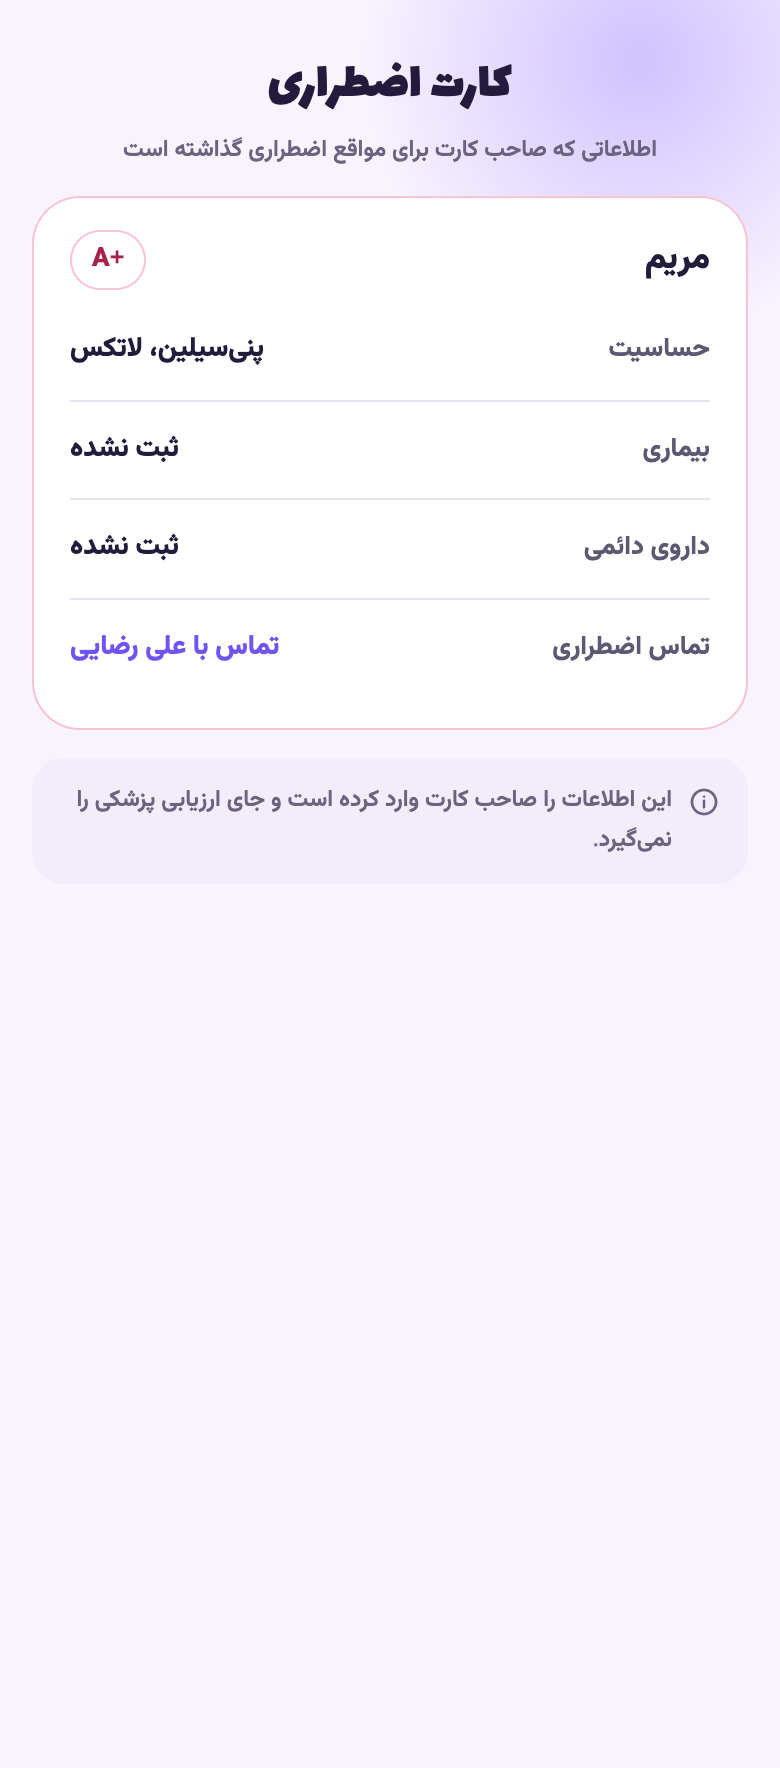 کارت اضطراری
اطلاعاتی که صاحب کارت برای مواقع اضطراری گذاشته است
مریم
A+
حساسیت
پنی‌سیلین، لاتکس
بیماری
ثبت نشده
داروی دائمی
ثبت نشده
تماس اضطراری
تماس با علی رضایی
این اطلاعات را صاحب کارت وارد کرده است و جای ارزیابی پزشکی را
نمی‌گیرد.